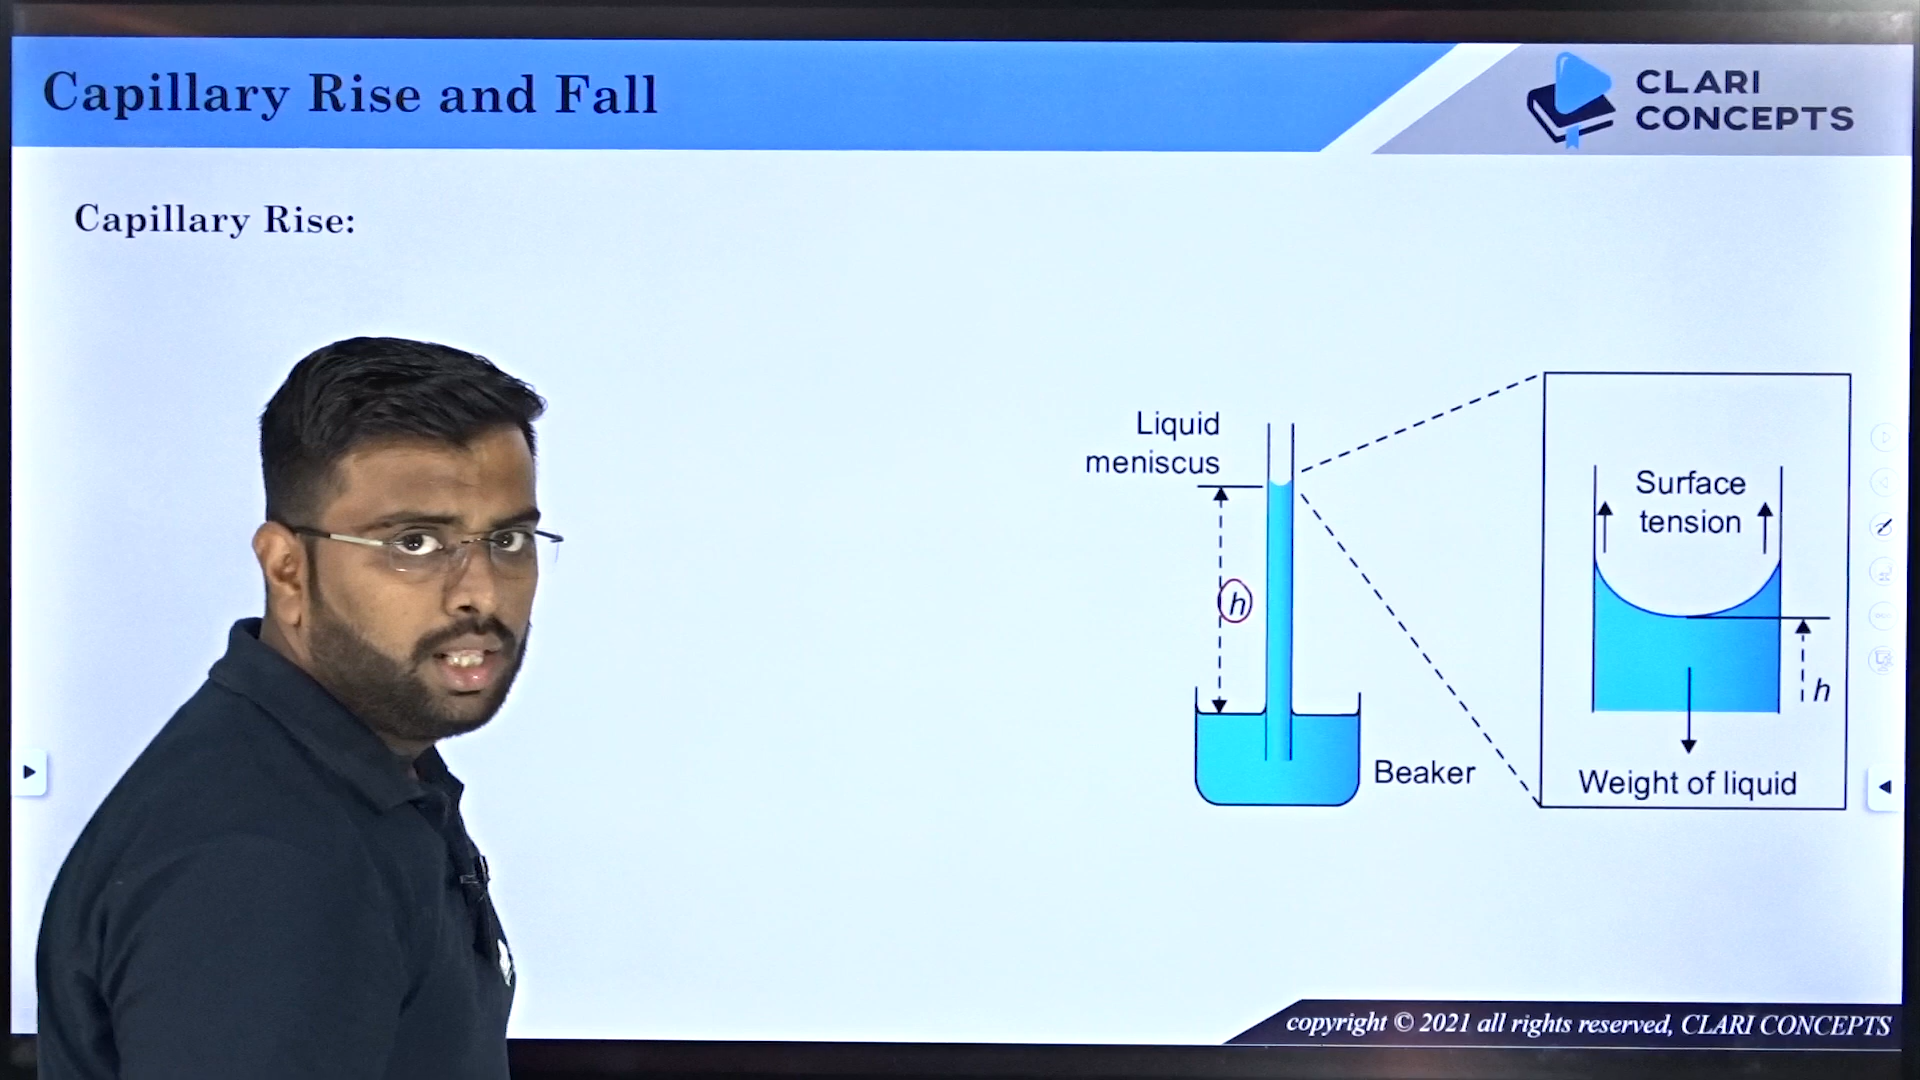 Capillary Rise and Fall
CLARI
CONCEPTS
Capillary Rise:
Liquid
meniscus
h
Beaker
Surface
tension
h
Weight of liquid
copyright © 2021 all rights reserved, CLARI CONCEPTS